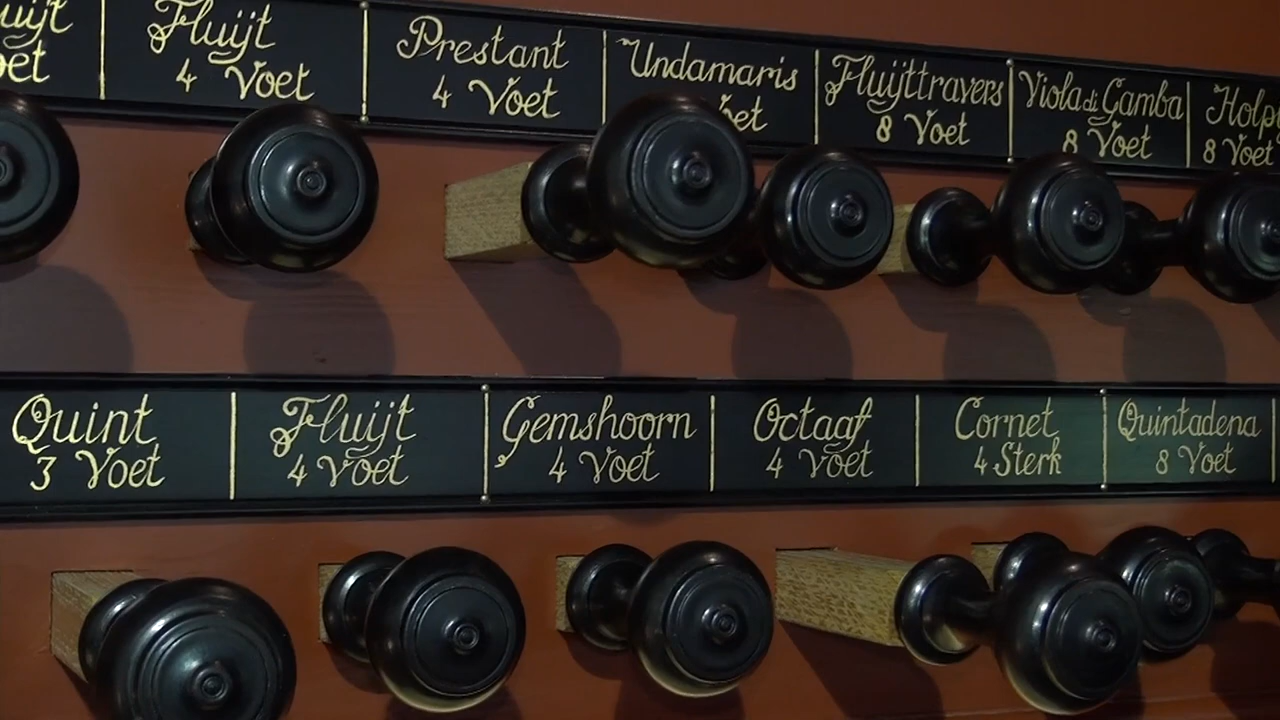 Fluijt
4 Voet
Prestant
4 Voet
Undamaris
Fluijttravers
8 Voet
Viola di Gamba
8 Voet
8 Voet
Quint
3 Voet
Fluijt
4 voet
Gemshoorn
4 Voet
Octaaf
4 voet
Cornet
4 Sterk
Quintadena
8 Voet